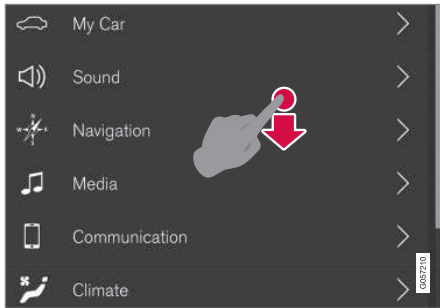 My Car
Sound
Navigation
Media
Communication
Climate
G057210